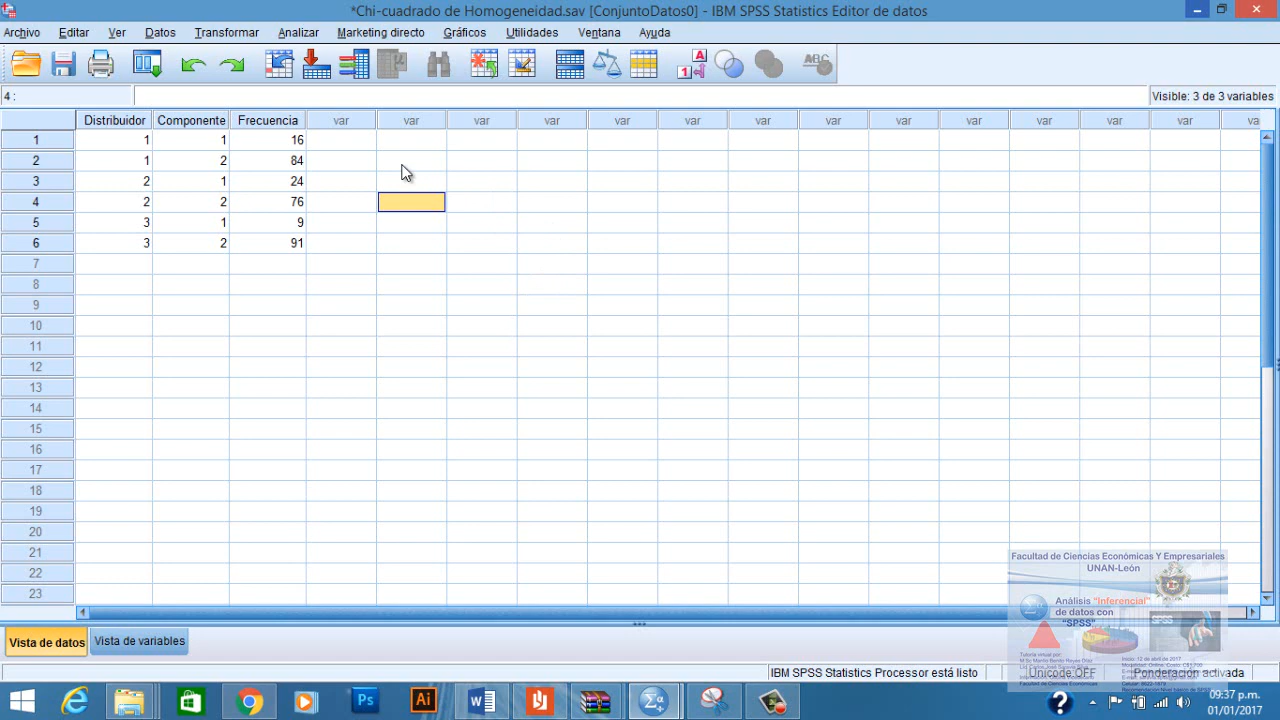 *Chi-cuadrado de Homogeneidad.sav [ConjuntoDatos0] - IBM SPSS Statistics Editor de datos
Archivo Editar Ver Datos Transformar Analizar Marketing directo Gráficos Utilidades Ventana Ayuda
A
1
ABC
4 :
Visible: 3 de 3 variables
Distribuidor Componente Frecuencia var var var var var var var var var var var var var va
1 1 1 16
2 1 2 84
3 2 1 24
4 2 2 76
5 3 1 9
6 3 2 91
7
8
9
10
11
12
13
14
15
16
17
18
19
20
21
22
23
Facultad de Ciencias Económicas Y Empresariales
UNAN-León
Análisis "Inferencial"
de datos con
"SPSS"
SPSS
Vista de datos Vista de variables
IBM SPSS Statistics Processor está listo Unicode:OFF Ponderación activada
Ps Ai W
09:37 p.m.
01/01/2017